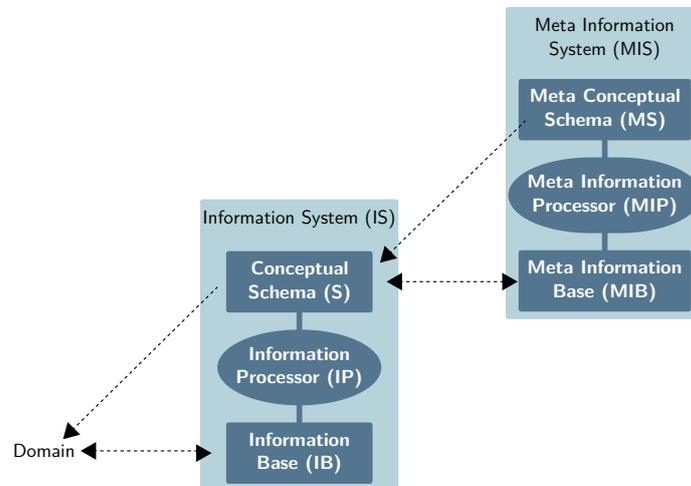 Meta Information
System (MIS)
Meta Conceptual
Schema (MS)
Meta Information
Processor (MIP)
Meta Information
Base (MIB)
Information System (IS)
Conceptual
Schema (S)
Information
Processor (IP)
Information
Base (IB)
Domain